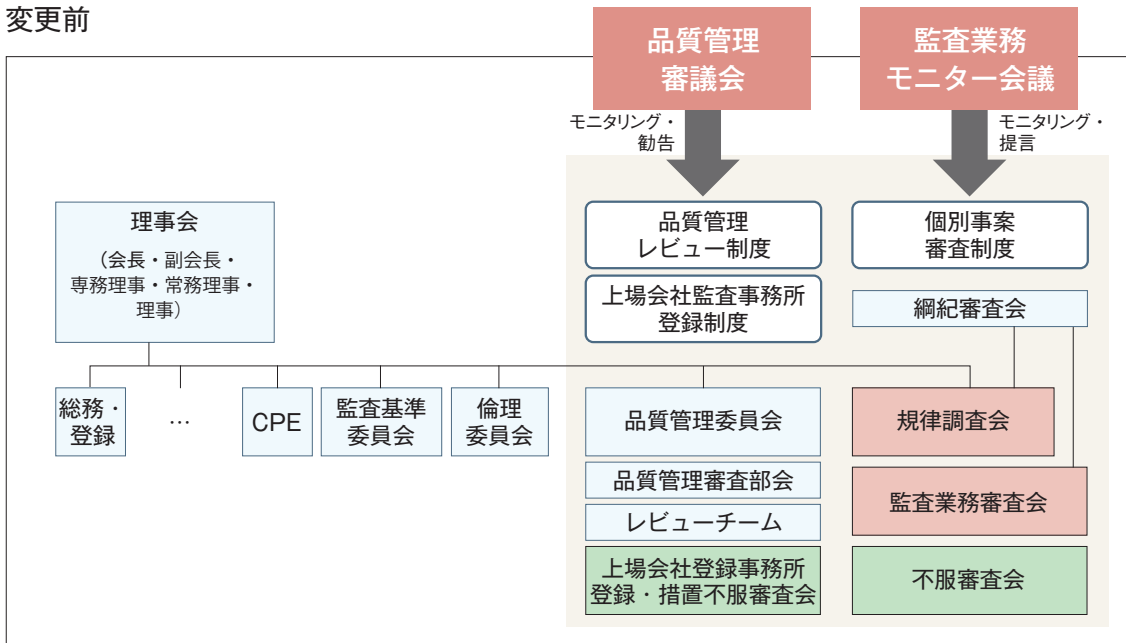 変更前
品質管理
審議会
監査業務
モニター会議
モニタリング・
勧告
モニタリング・
提言
理事会
（会長・副会長・
専務理事・常務理事・
理事）
品質管理
レビュー制度
個別事案
審査制度
上場会社監査事務所
登録制度
綱紀審査会
総務・
登録
…
CPE
監査基準
委員会
倫理
委員会
品質管理委員会
規律調査会
品質管理審査部会
レビューチーム
監査業務審査会
上場会社登録事務所
登録・措置不服審査会
不服審査会